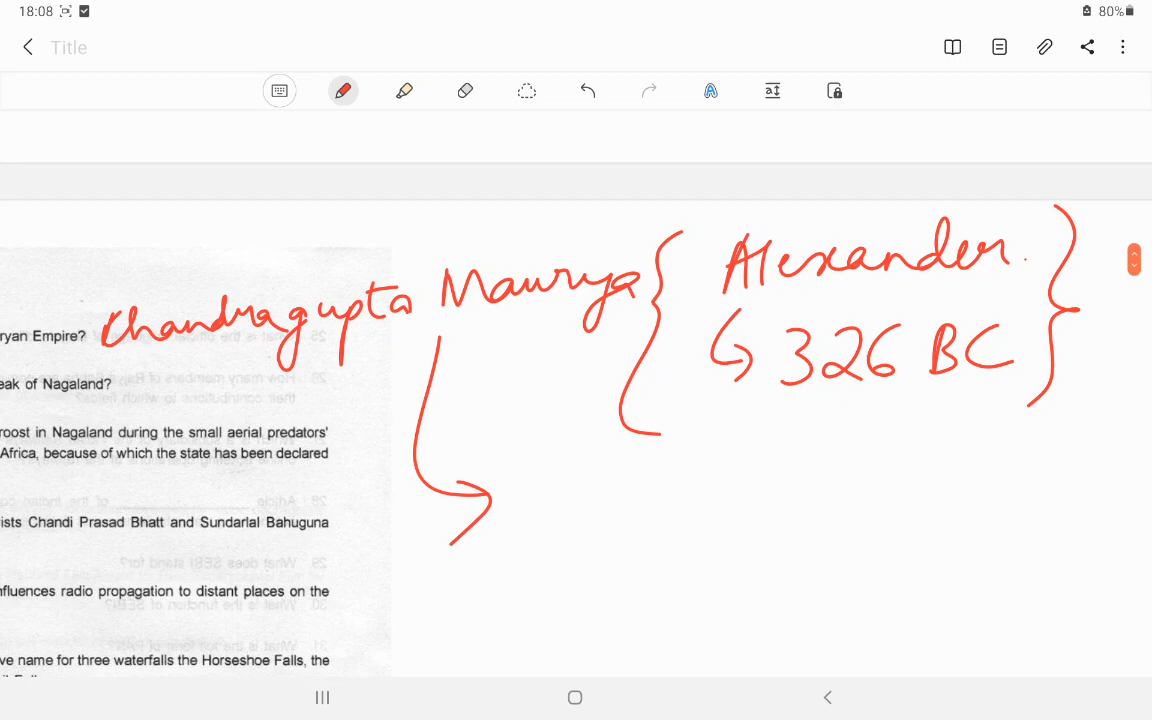 18:08
80%
Title
Alexander.
Chandragupta Maurya
ryan Empire?
326 BC
eak of Nagaland?
roost in Nagaland during the small aerial predators'
Africa, because of which the state has been declared
ists Chandi Prasad Bhatt and Sundarlal Bahuguna
nfluences radio propagation to distant places on the
ve name for three waterfalls the Horseshoe Falls, the